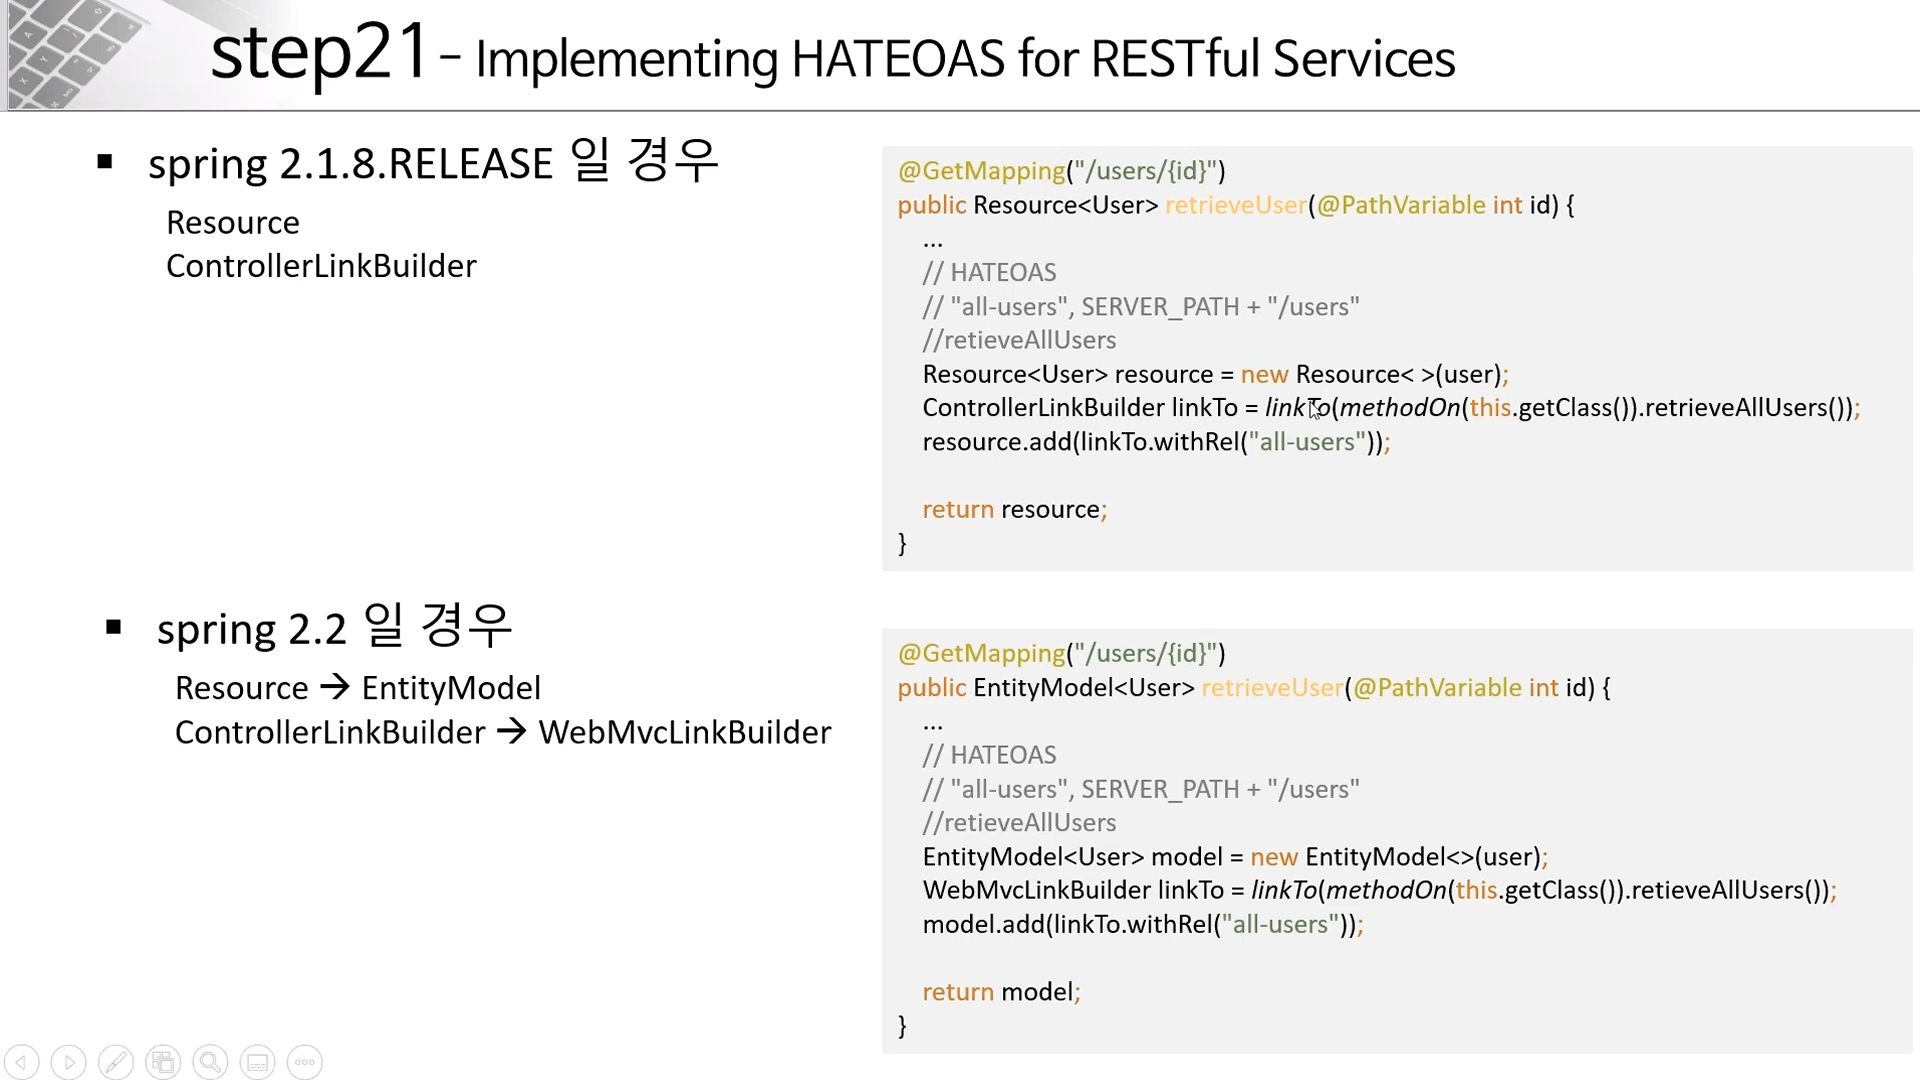 step21 - Implementing HATEOAS for RESTful Services
▪ spring 2.1.8.RELEASE 일 경우
Resource
ControllerLinkBuilder
@GetMapping("/users/{id}")
public Resource<User> retrieveUser(@PathVariable int id) {
...
// HATEOAS
// "all-users", SERVER_PATH + "/users"
//retieveAllUsers
Resource<User> resource = new Resource< >(user);
ControllerLinkBuilder linkTo = linkTo(methodOn(this.getClass()).retrieveAllUsers());
resource.add(linkTo.withRel("all-users"));
return resource;
}
▪ spring 2.2 일 경우
Resource → EntityModel
ControllerLinkBuilder → WebMvcLinkBuilder
@GetMapping("/users/{id}")
public EntityModel<User> retrieveUser(@PathVariable int id) {
...
// HATEOAS
// "all-users", SERVER_PATH + "/users"
//retieveAllUsers
EntityModel<User> model = new EntityModel<>(user);
WebMvcLinkBuilder linkTo = linkTo(methodOn(this.getClass()).retieveAllUsers());
model.add(linkTo.withRel("all-users"));
return model;
}